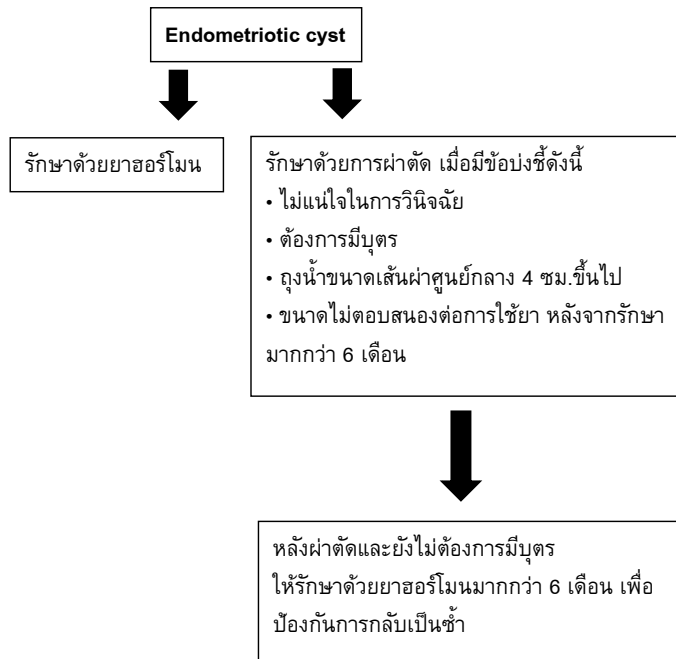 Endometriotic cyst
รักษาด้วยยาฮอร์โมน
รักษาด้วยการผ่าตัด เมื่อมีข้อบ่งชี้ดังนี้
• ไม่แน่ใจในการวินิจฉัย
• ต้องการมีบุตร
• ถุงน้ำขนาดเส้นผ่าศูนย์กลาง 4 ซม.ขึ้นไป
• ขนาดไม่ตอบสนองต่อการใช้ยา หลังจากรักษา
มากกว่า 6 เดือน
หลังผ่าตัดและยังไม่ต้องการมีบุตร
ให้รักษาด้วยยาฮอร์โมนมากกว่า 6 เดือน เพื่อ
ป้องกันการกลับเป็นซ้ำ